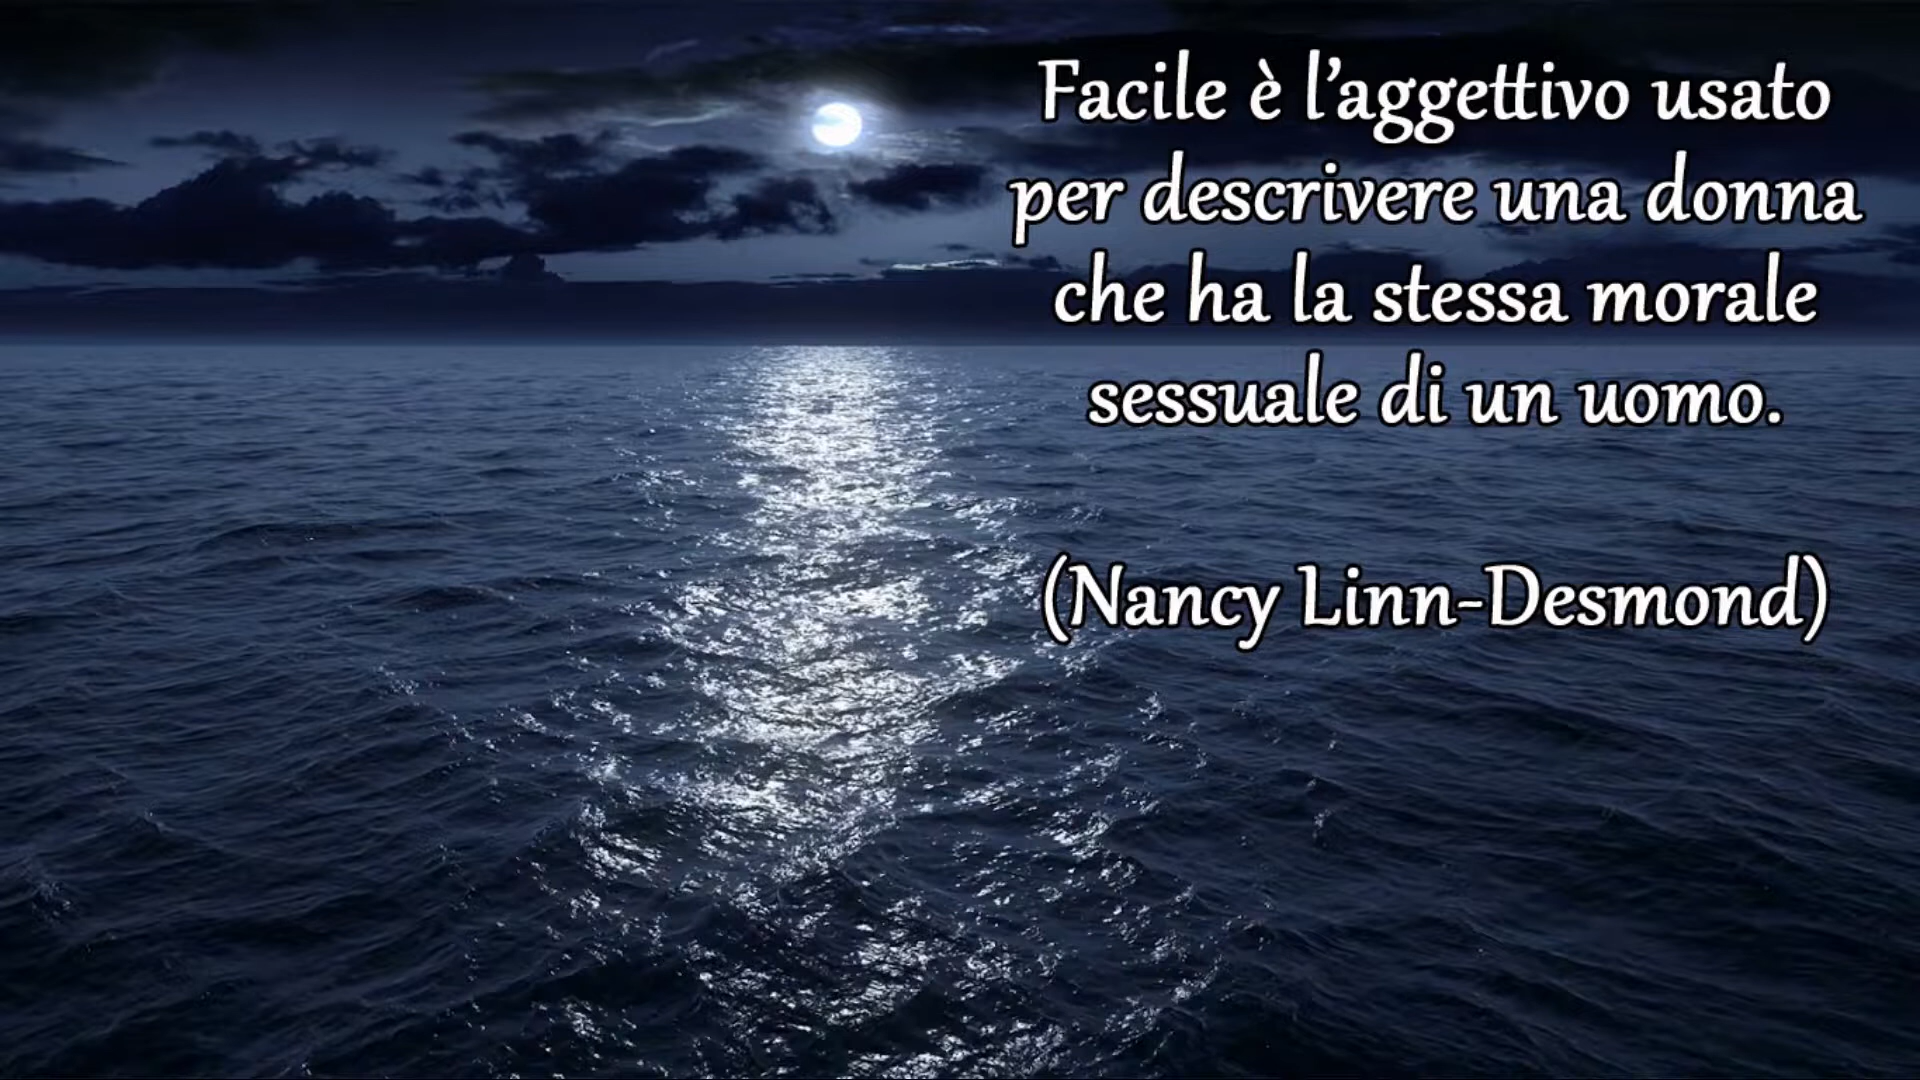 Facile è l’aggettivo usato
per descrivere una donna
che ha la stessa morale
sessuale di un uomo.
(Nancy Linn-Desmond)